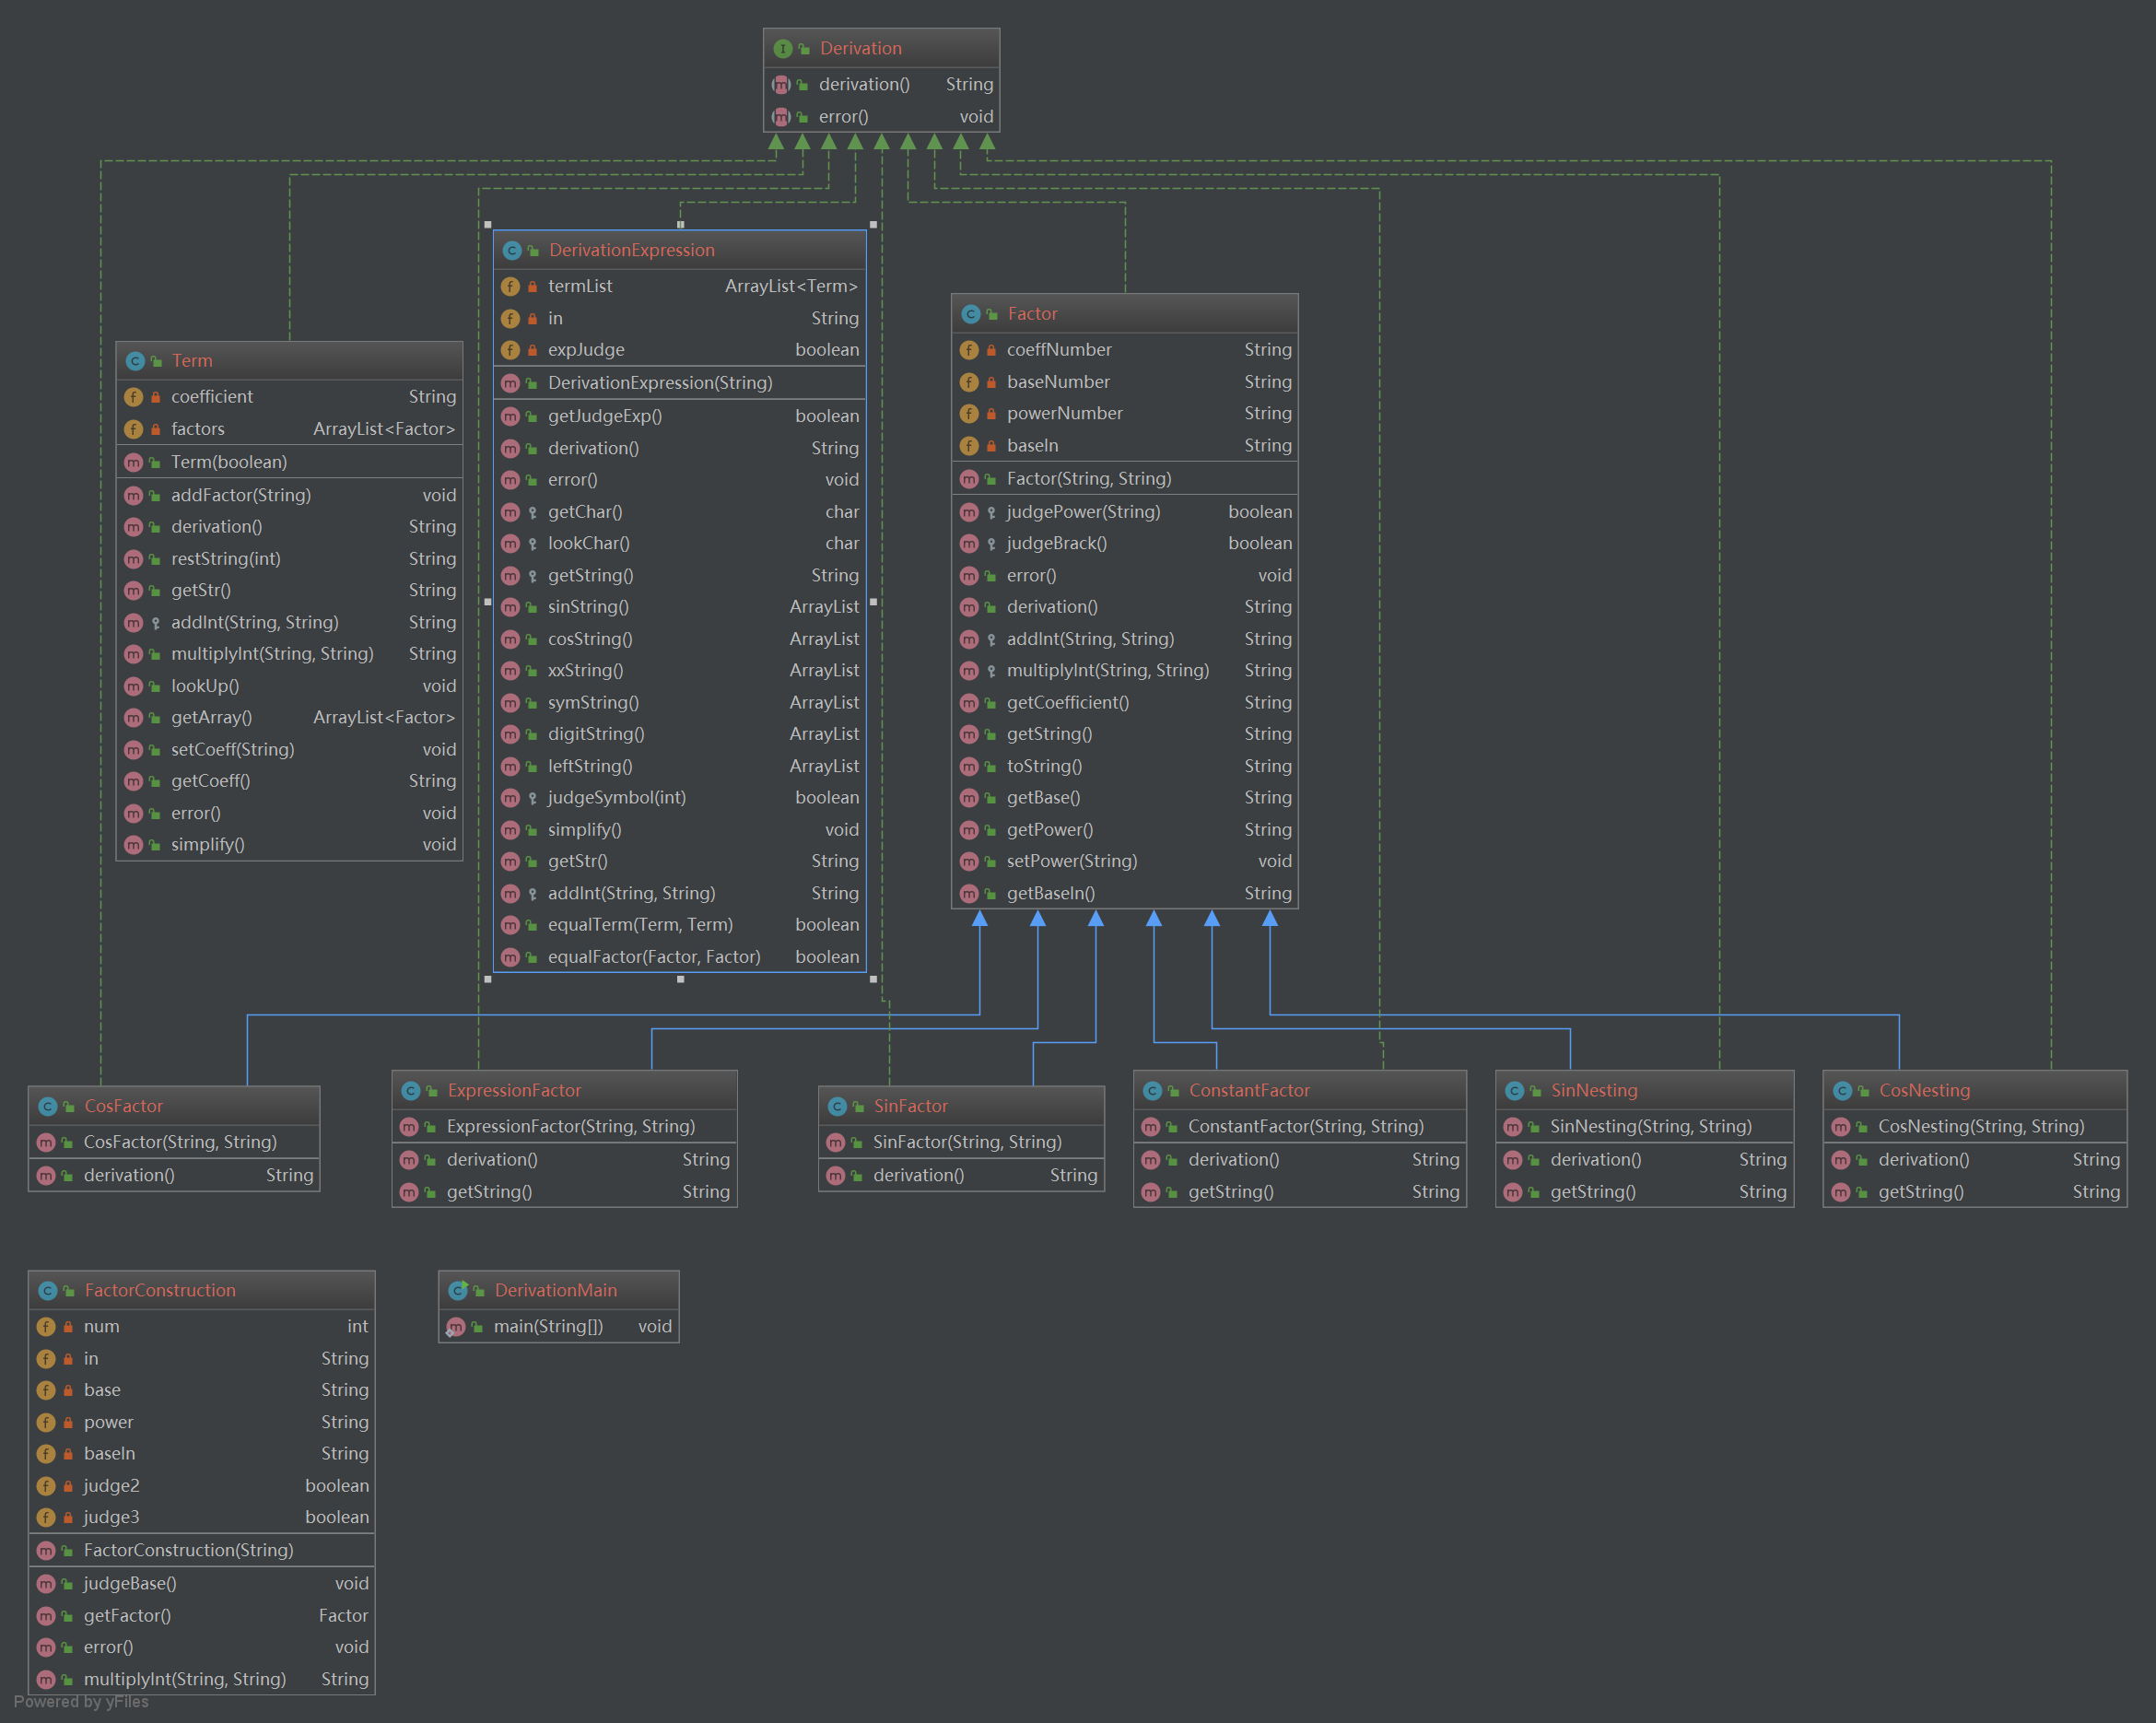 Derivation
derivation() String
error() void
DerivationExpression
termList ArrayList<Term>
in String
expJudge boolean
DerivationExpression(String)
getJudgeExp() boolean
derivation() String
error() void
getChar() char
lookChar() char
getString() String
sinString() ArrayList
cosString() ArrayList
xxString() ArrayList
symString() ArrayList
digitString() ArrayList
leftString() ArrayList
judgeSymbol(int) boolean
simplify() void
getStr() String
addInt(String, String) String
equalTerm(Term, Term) boolean
equalFactor(Factor, Factor) boolean
Factor
coeffNumber String
baseNumber String
powerNumber String
baseIn String
Factor(String, String)
judgePower(String) boolean
judgeBrack() boolean
error() void
derivation() String
addInt(String, String) String
multiplyInt(String, String) String
getCoefficient() String
getString() String
toString() String
getBase() String
getPower() String
setPower(String) void
getBaseIn() String
Term
coefficient String
factors ArrayList<Factor>
Term(boolean)
addFactor(String) void
derivation() String
restString(int) String
getStr() String
addInt(String, String) String
multiplyInt(String, String) String
lookUp() void
getArray() ArrayList<Factor>
setCoeff(String) void
getCoeff() String
error() void
simplify() void
CosFactor
CosFactor(String, String)
derivation() String
ExpressionFactor
ExpressionFactor(String, String)
derivation() String
getString() String
SinFactor
SinFactor(String, String)
derivation() String
ConstantFactor
ConstantFactor(String, String)
derivation() String
getString() String
SinNesting
SinNesting(String, String)
derivation() String
getString() String
CosNesting
CosNesting(String, String)
derivation() String
getString() String
FactorConstruction
num int
in String
base String
power String
baseIn String
judge2 boolean
judge3 boolean
FactorConstruction(String)
judgeBase() void
getFactor() Factor
error() void
multiplyInt(String, String) String
DerivationMain
main(String[]) void
Powered by yFiles